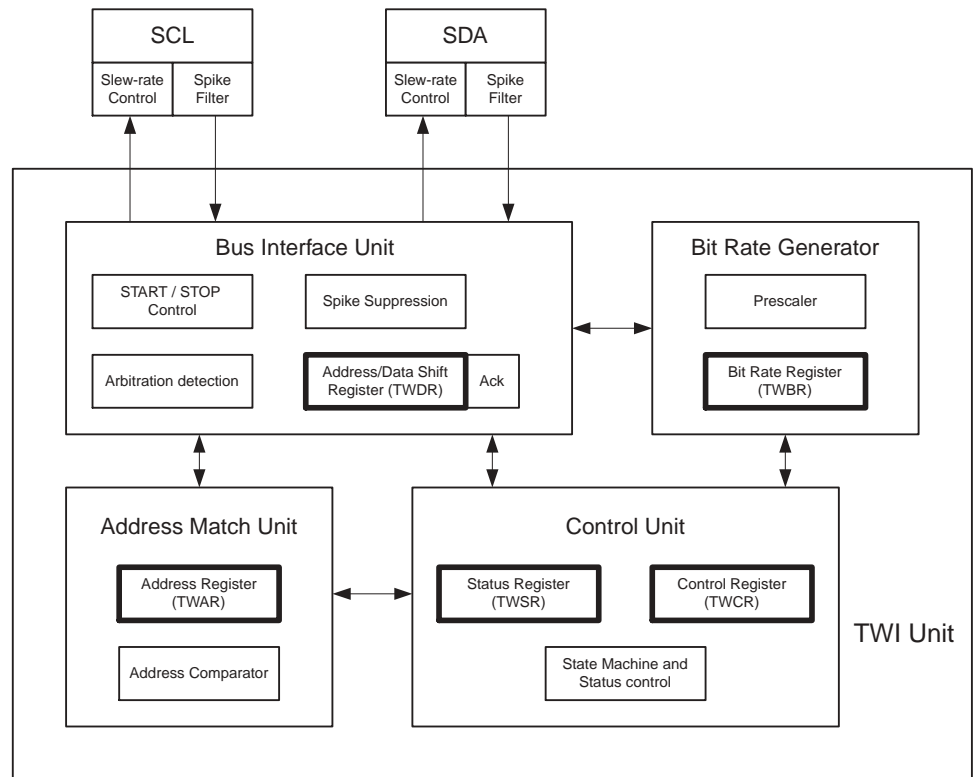 SCL
SDA
Slew-rate
Control
Spike
Filter
Slew-rate
Control
Spike
Filter
Bus Interface Unit
START / STOP
Control
Spike Suppression
Arbitration detection
Address/Data Shift
Register (TWDR)
Ack
Bit Rate Generator
Prescaler
Bit Rate Register
(TWBR)
Address Match Unit
Address Register
(TWAR)
Address Comparator
Control Unit
Status Register
(TWSR)
Control Register
(TWCR)
State Machine and
Status control
TWI Unit